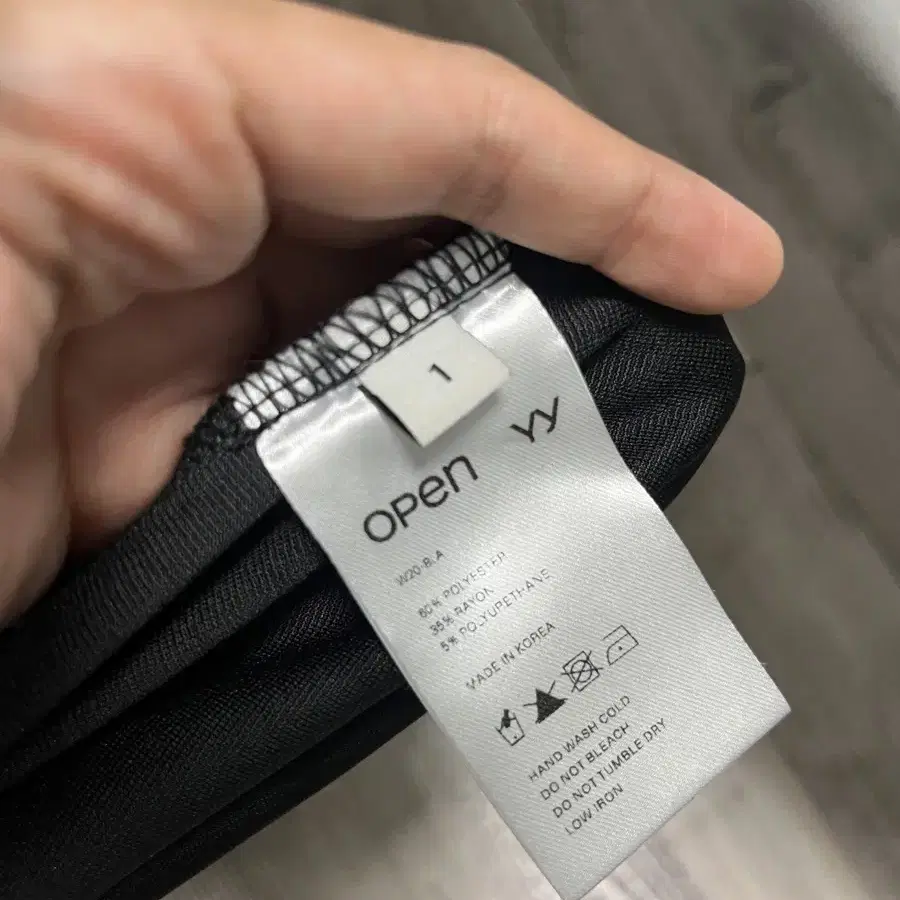 1
OPEN YY
W20-BLA
60% POLYESTER
35% RAYON
5% POLYURETHANE
MADE IN KOREA
HAND WASH COLD
DO NOT BLEACH
DO NOT TUMBLE DRY
LOW IRON